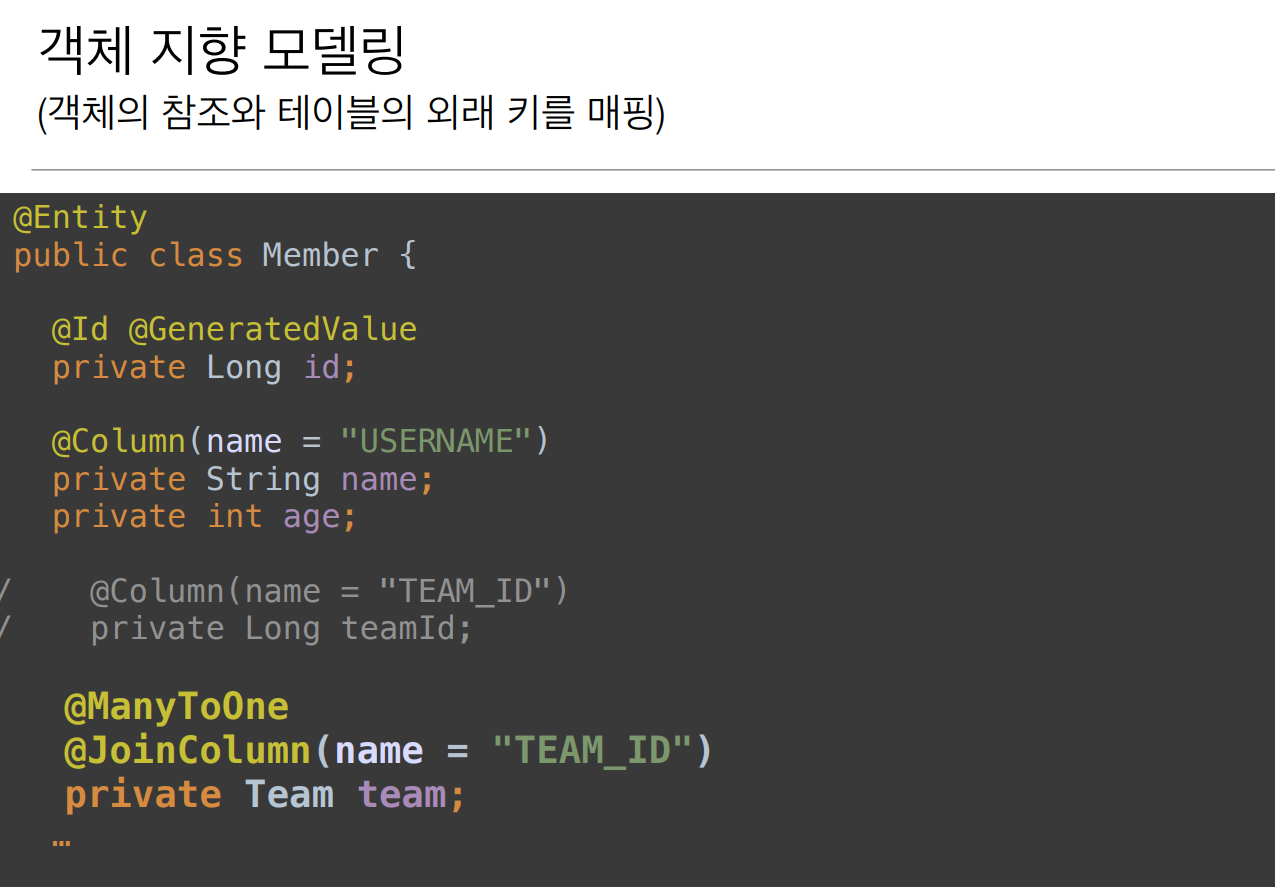 객체 지향 모델링
(객체의 참조와 테이블의 외래 키를 매핑)
@Entity
public class Member {
@Id @GeneratedValue
private Long id;
@Column(name = "USERNAME")
private String name;
private int age;
/ @Column(name = "TEAM_ID")
/ private Long teamId;
@ManyToOne
@JoinColumn(name = "TEAM_ID")
private Team team;
…